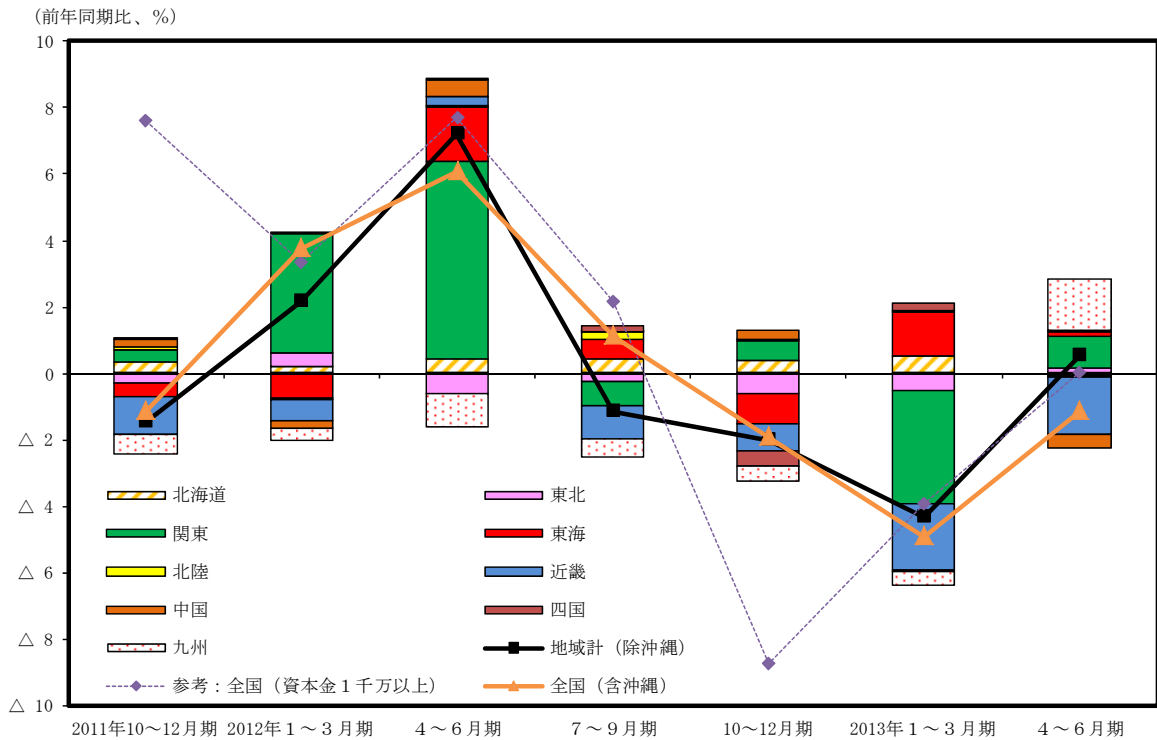 (前年同期比、%)
10
8
6
4
2
0
△ 2
△ 4
△ 6
△ 8
△ 10
北海道
東北
関東
東海
北陸
近畿
中国
四国
九州
地域計（除沖縄）
参考：全国（資本金１千万以上）
全国（含沖縄）
2011年10～12月期 2012年１～３月期 ４～６月期 ７～９月期 10～12月期 2013年１～３月期 ４～６月期